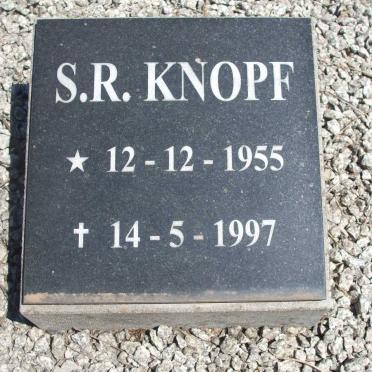 S.R. KNOPF
★ 12 - 12 - 1955
✝ 14 - 5 - 1997